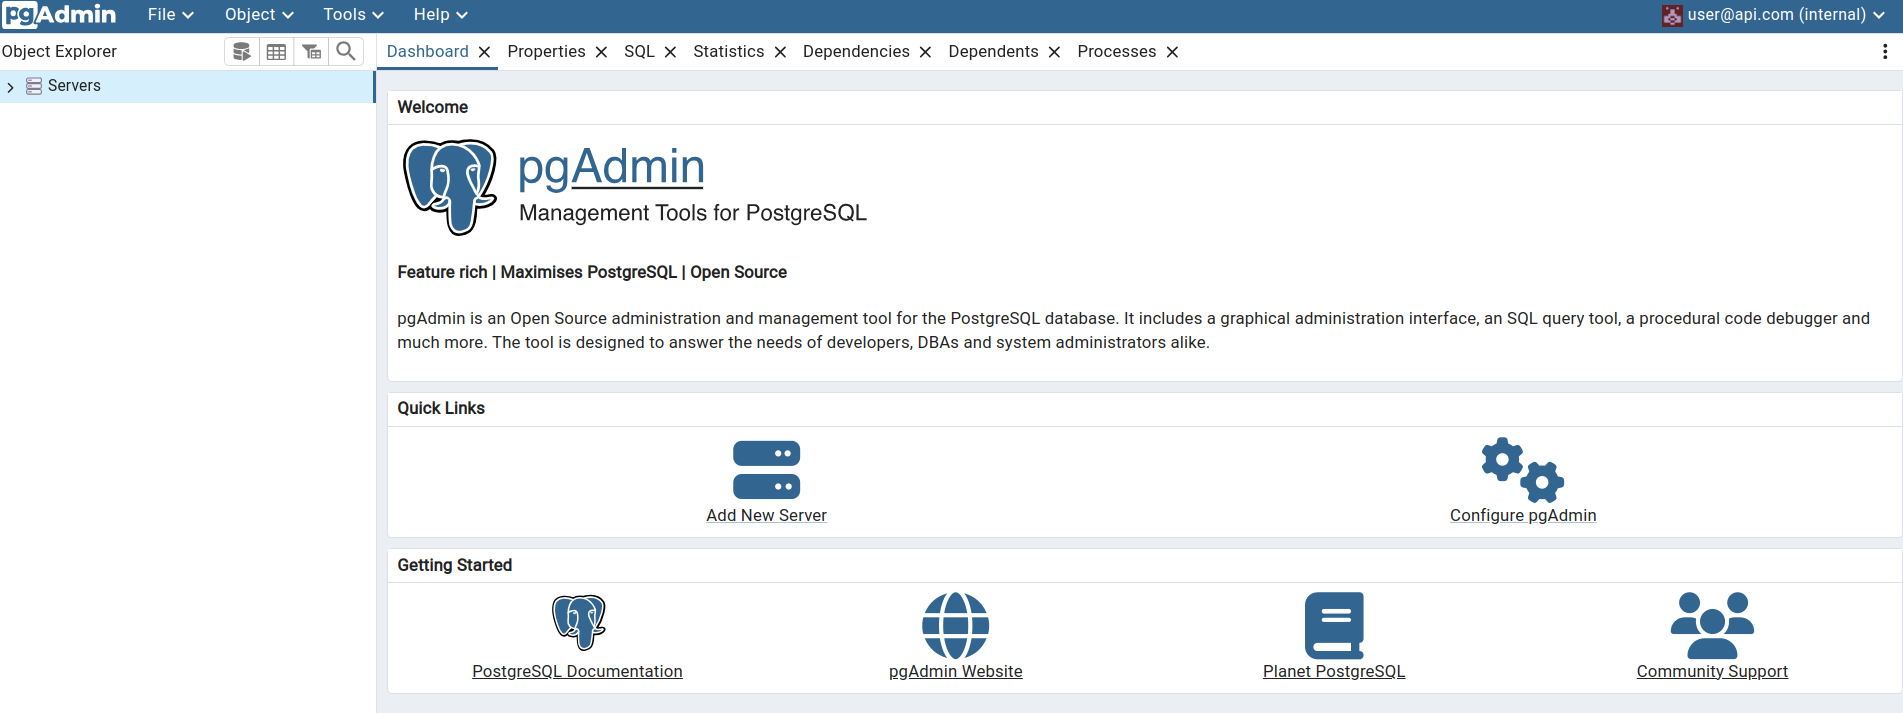 pgAdmin File Object Tools Help user@api.com (internal)
Object Explorer Dashboard Properties SQL Statistics Dependencies Dependents Processes
Servers
Welcome
pgAdmin
Management Tools for PostgreSQL
Feature rich | Maximises PostgreSQL | Open Source
pgAdmin is an Open Source administration and management tool for the PostgreSQL database. It includes a graphical administration interface, an SQL query tool, a procedural code debugger and
much more. The tool is designed to answer the needs of developers, DBAs and system administrators alike.
Quick Links
Add New Server Configure pgAdmin
Getting Started
PostgreSQL Documentation pgAdmin Website Planet PostgreSQL Community Support